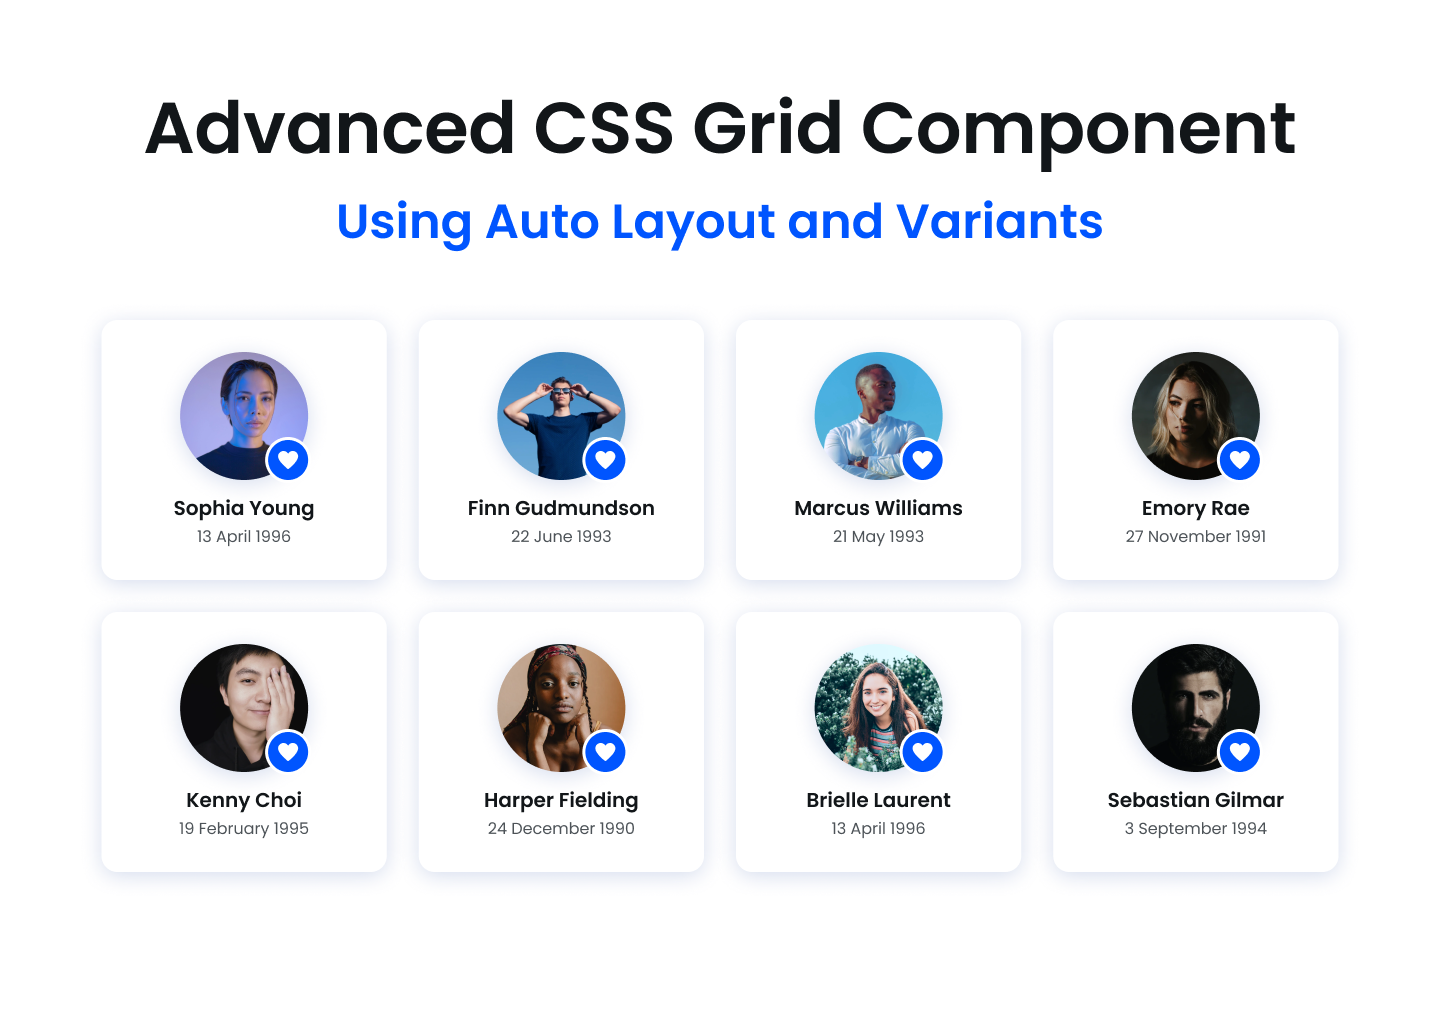 Advanced CSS Grid Component
Using Auto Layout and Variants
Sophia Young
13 April 1996
Finn Gudmundson
22 June 1993
Marcus Williams
21 May 1993
Emory Rae
27 November 1991
Kenny Choi
19 February 1995
Harper Fielding
24 December 1990
Brielle Laurent
13 April 1996
Sebastian Gilmar
3 September 1994